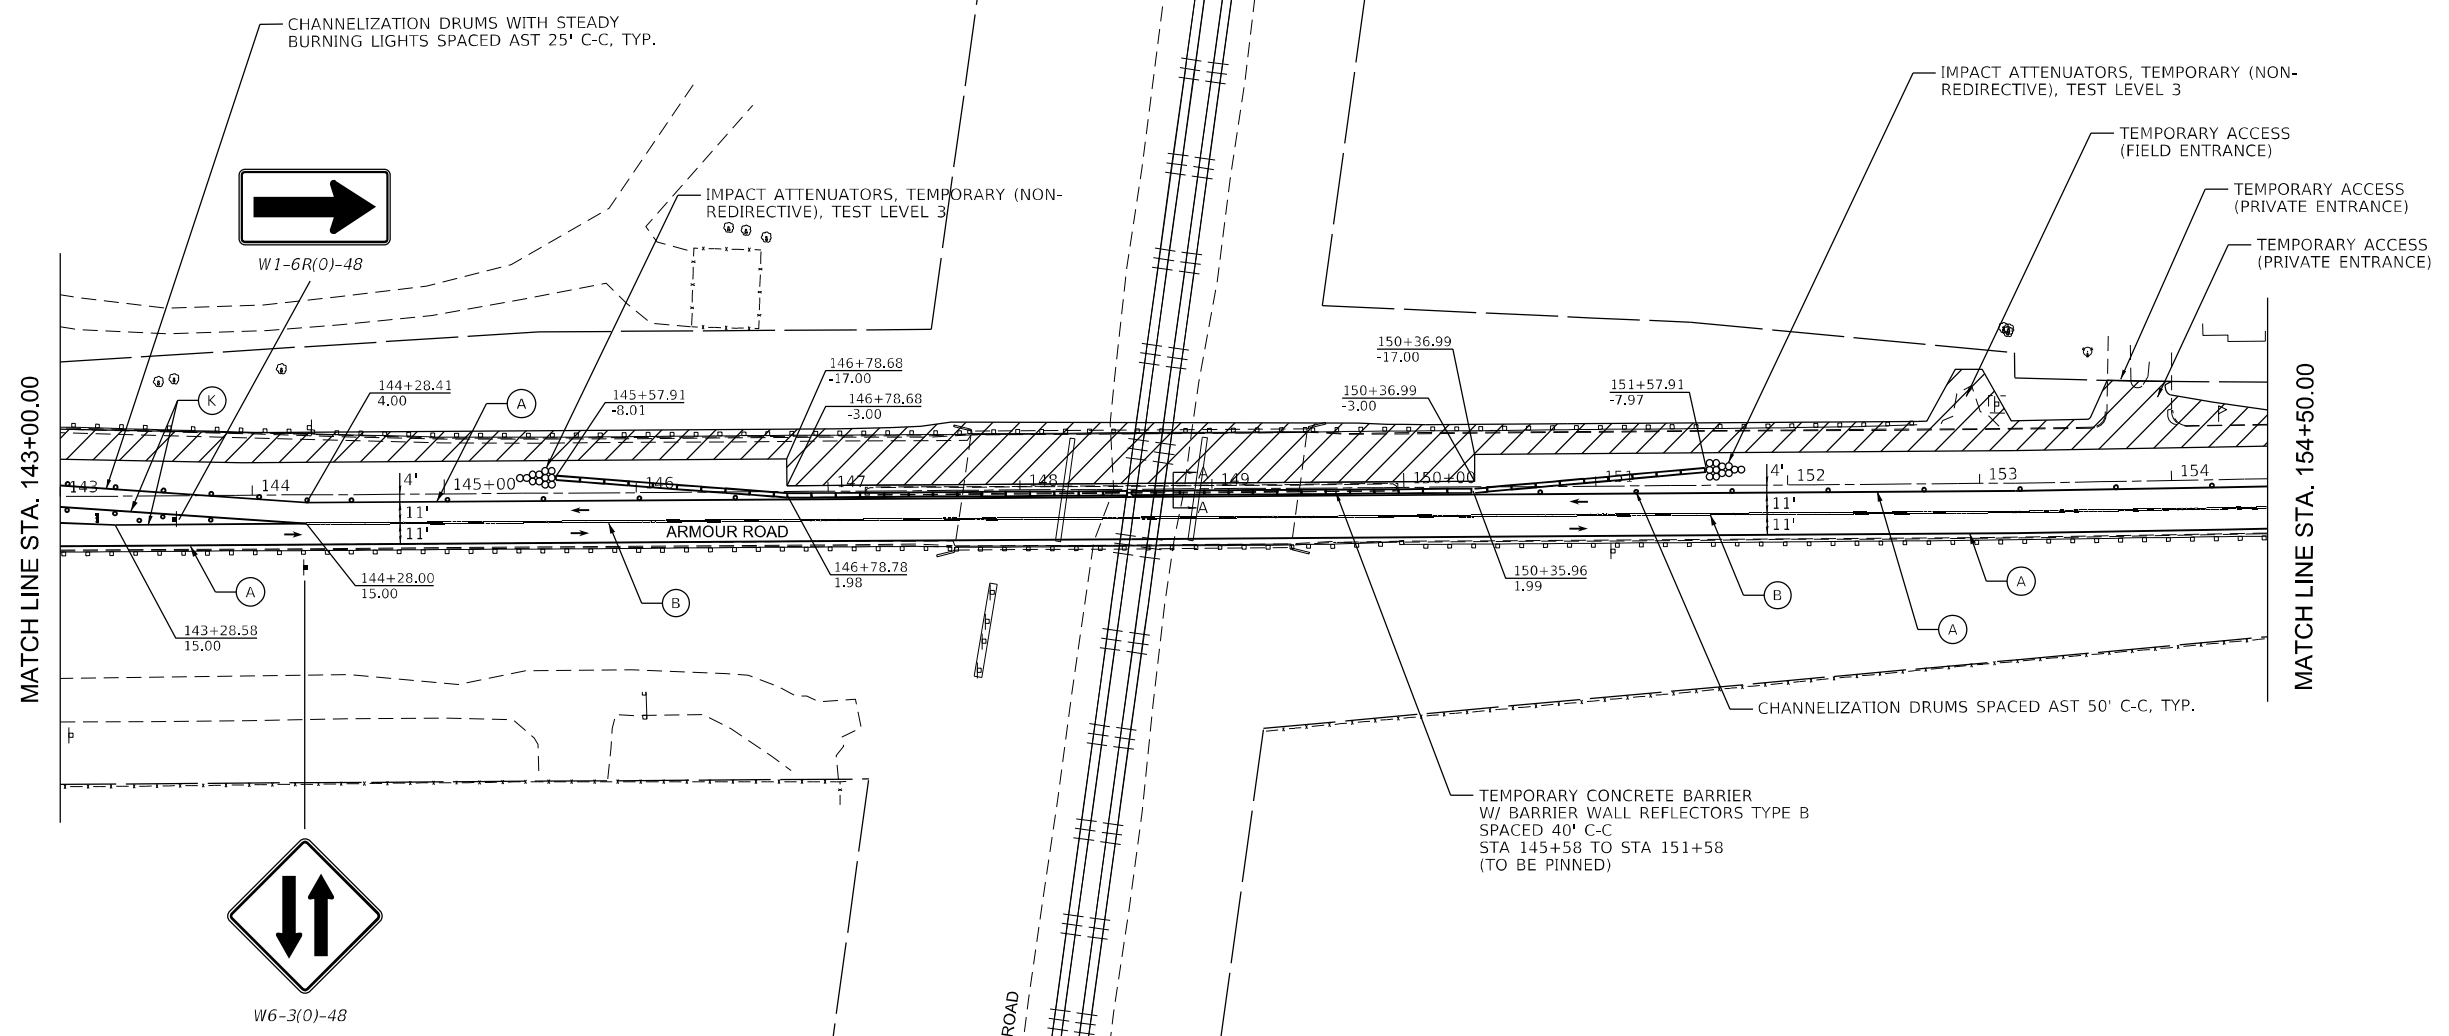 CHANNELIZATION DRUMS WITH STEADY
BURNING LIGHTS SPACED AST 25' C-C, TYP.
IMPACT ATTENUATORS, TEMPORARY (NON-
REDIRECTIVE), TEST LEVEL 3
TEMPORARY ACCESS
(FIELD ENTRANCE)
TEMPORARY ACCESS
(PRIVATE ENTRANCE)
TEMPORARY ACCESS
(PRIVATE ENTRANCE)
IMPACT ATTENUATORS, TEMPORARY (NON-
REDIRECTIVE), TEST LEVEL 3
W1-6R(0)-48
MATCH LINE STA. 143+00.00
MATCH LINE STA. 154+50.00
K
144+28.41
4.00
A
145+57.91
-8.01
146+78.68
-17.00
146+78.68
-3.00
150+36.99
-17.00
150+36.99
-3.00
151+57.91
-7.97
143
144
145+00
146
147
148
149
150+00
151
152
153
154
4'
11'
11'
A
A
4'
11'
11'
ARMOUR ROAD
A
143+28.58
15.00
144+28.00
15.00
B
146+78.78
1.98
150+35.96
1.99
B
A
A
CHANNELIZATION DRUMS SPACED AST 50' C-C, TYP.
TEMPORARY CONCRETE BARRIER
W/ BARRIER WALL REFLECTORS TYPE B
SPACED 40' C-C
STA 145+58 TO STA 151+58
(TO BE PINNED)
W6-3(0)-48
ROAD